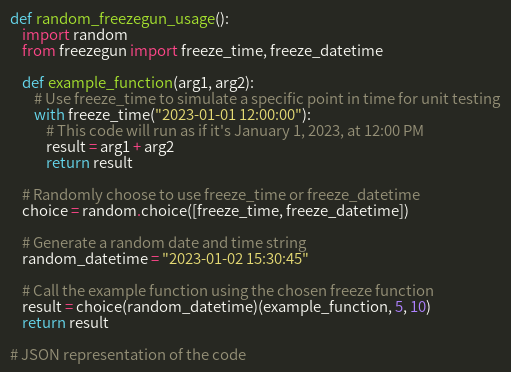 def random_freezegun_usage():
    import random
    from freezegun import freeze_time, freeze_datetime

    def example_function(arg1, arg2):
        # Use freeze_time to simulate a specific point in time for unit testing
        with freeze_time("2023-01-01 12:00:00"):
            # This code will run as if it's January 1, 2023, at 12:00 PM
            result = arg1 + arg2
            return result

    # Randomly choose to use freeze_time or freeze_datetime
    choice = random.choice([freeze_time, freeze_datetime])

    # Generate a random date and time string
    random_datetime = "2023-01-02 15:30:45"

    # Call the example function using the chosen freeze function
    result = choice(random_datetime)(example_function, 5, 10)
    return result

# JSON representation of the code